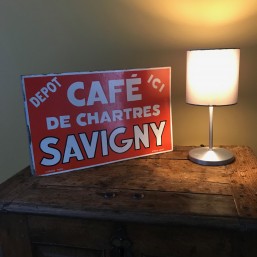 DEPOT ICI
CAFÉ
DE CHARTRES
SAVIGNY